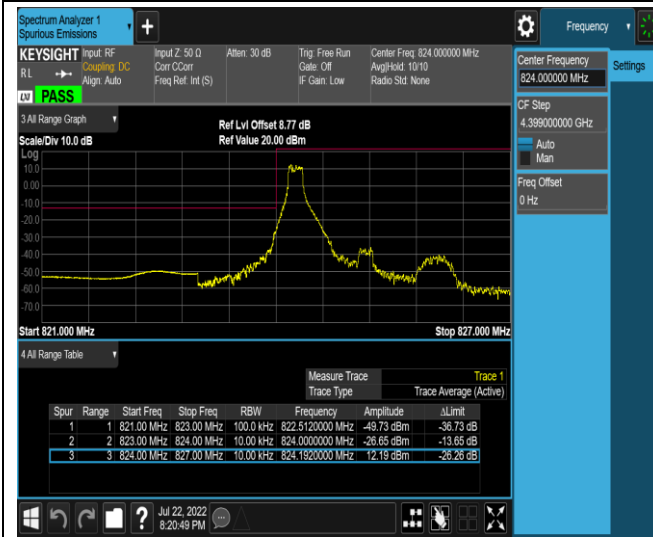 Spectrum Analyzer 1
Spurious Emissions
+
Frequency
KEYSIGHT
RL
LXI PASS
Input: RF
Coupling: DC
Align: Auto
Input Z: 50 Ω
Corr CCorr
Freq Ref: Int (S)
Atten: 30 dB
Trig: Free Run
Gate: Off
IF Gain: Low
Center Freq: 824.000000 MHz
Avg|Hold: 10/10
Radio Std: None
Center Frequency
824.000000 MHz
Settings
CF Step
4.399000000 GHz
Auto
Man
Freq Offset
0 Hz
3 All Range Graph
Scale/Div 10.0 dB
Ref Lvl Offset 8.77 dB
Ref Value 20.00 dBm
Log
10.0
0.00
-10.0
-20.0
-30.0
-40.0
-50.0
-60.0
-70.0
Start 821.000 MHz Stop 827.000 MHz
4 All Range Table
Measure Trace Trace 1
Trace Type Trace Average (Active)
Spur Range Start Freq Stop Freq RBW Frequency Amplitude ΔLimit
1 1 821.00 MHz 823.00 MHz 100.0 kHz 822.5120000 MHz -49.73 dBm -36.73 dB
2 2 823.00 MHz 824.00 MHz 10.00 kHz 824.0000000 MHz -26.65 dBm -13.65 dB
3 3 824.00 MHz 827.00 MHz 10.00 kHz 824.1920000 MHz 12.19 dBm -26.26 dB
?
Jul 22, 2022
8:20:49 PM